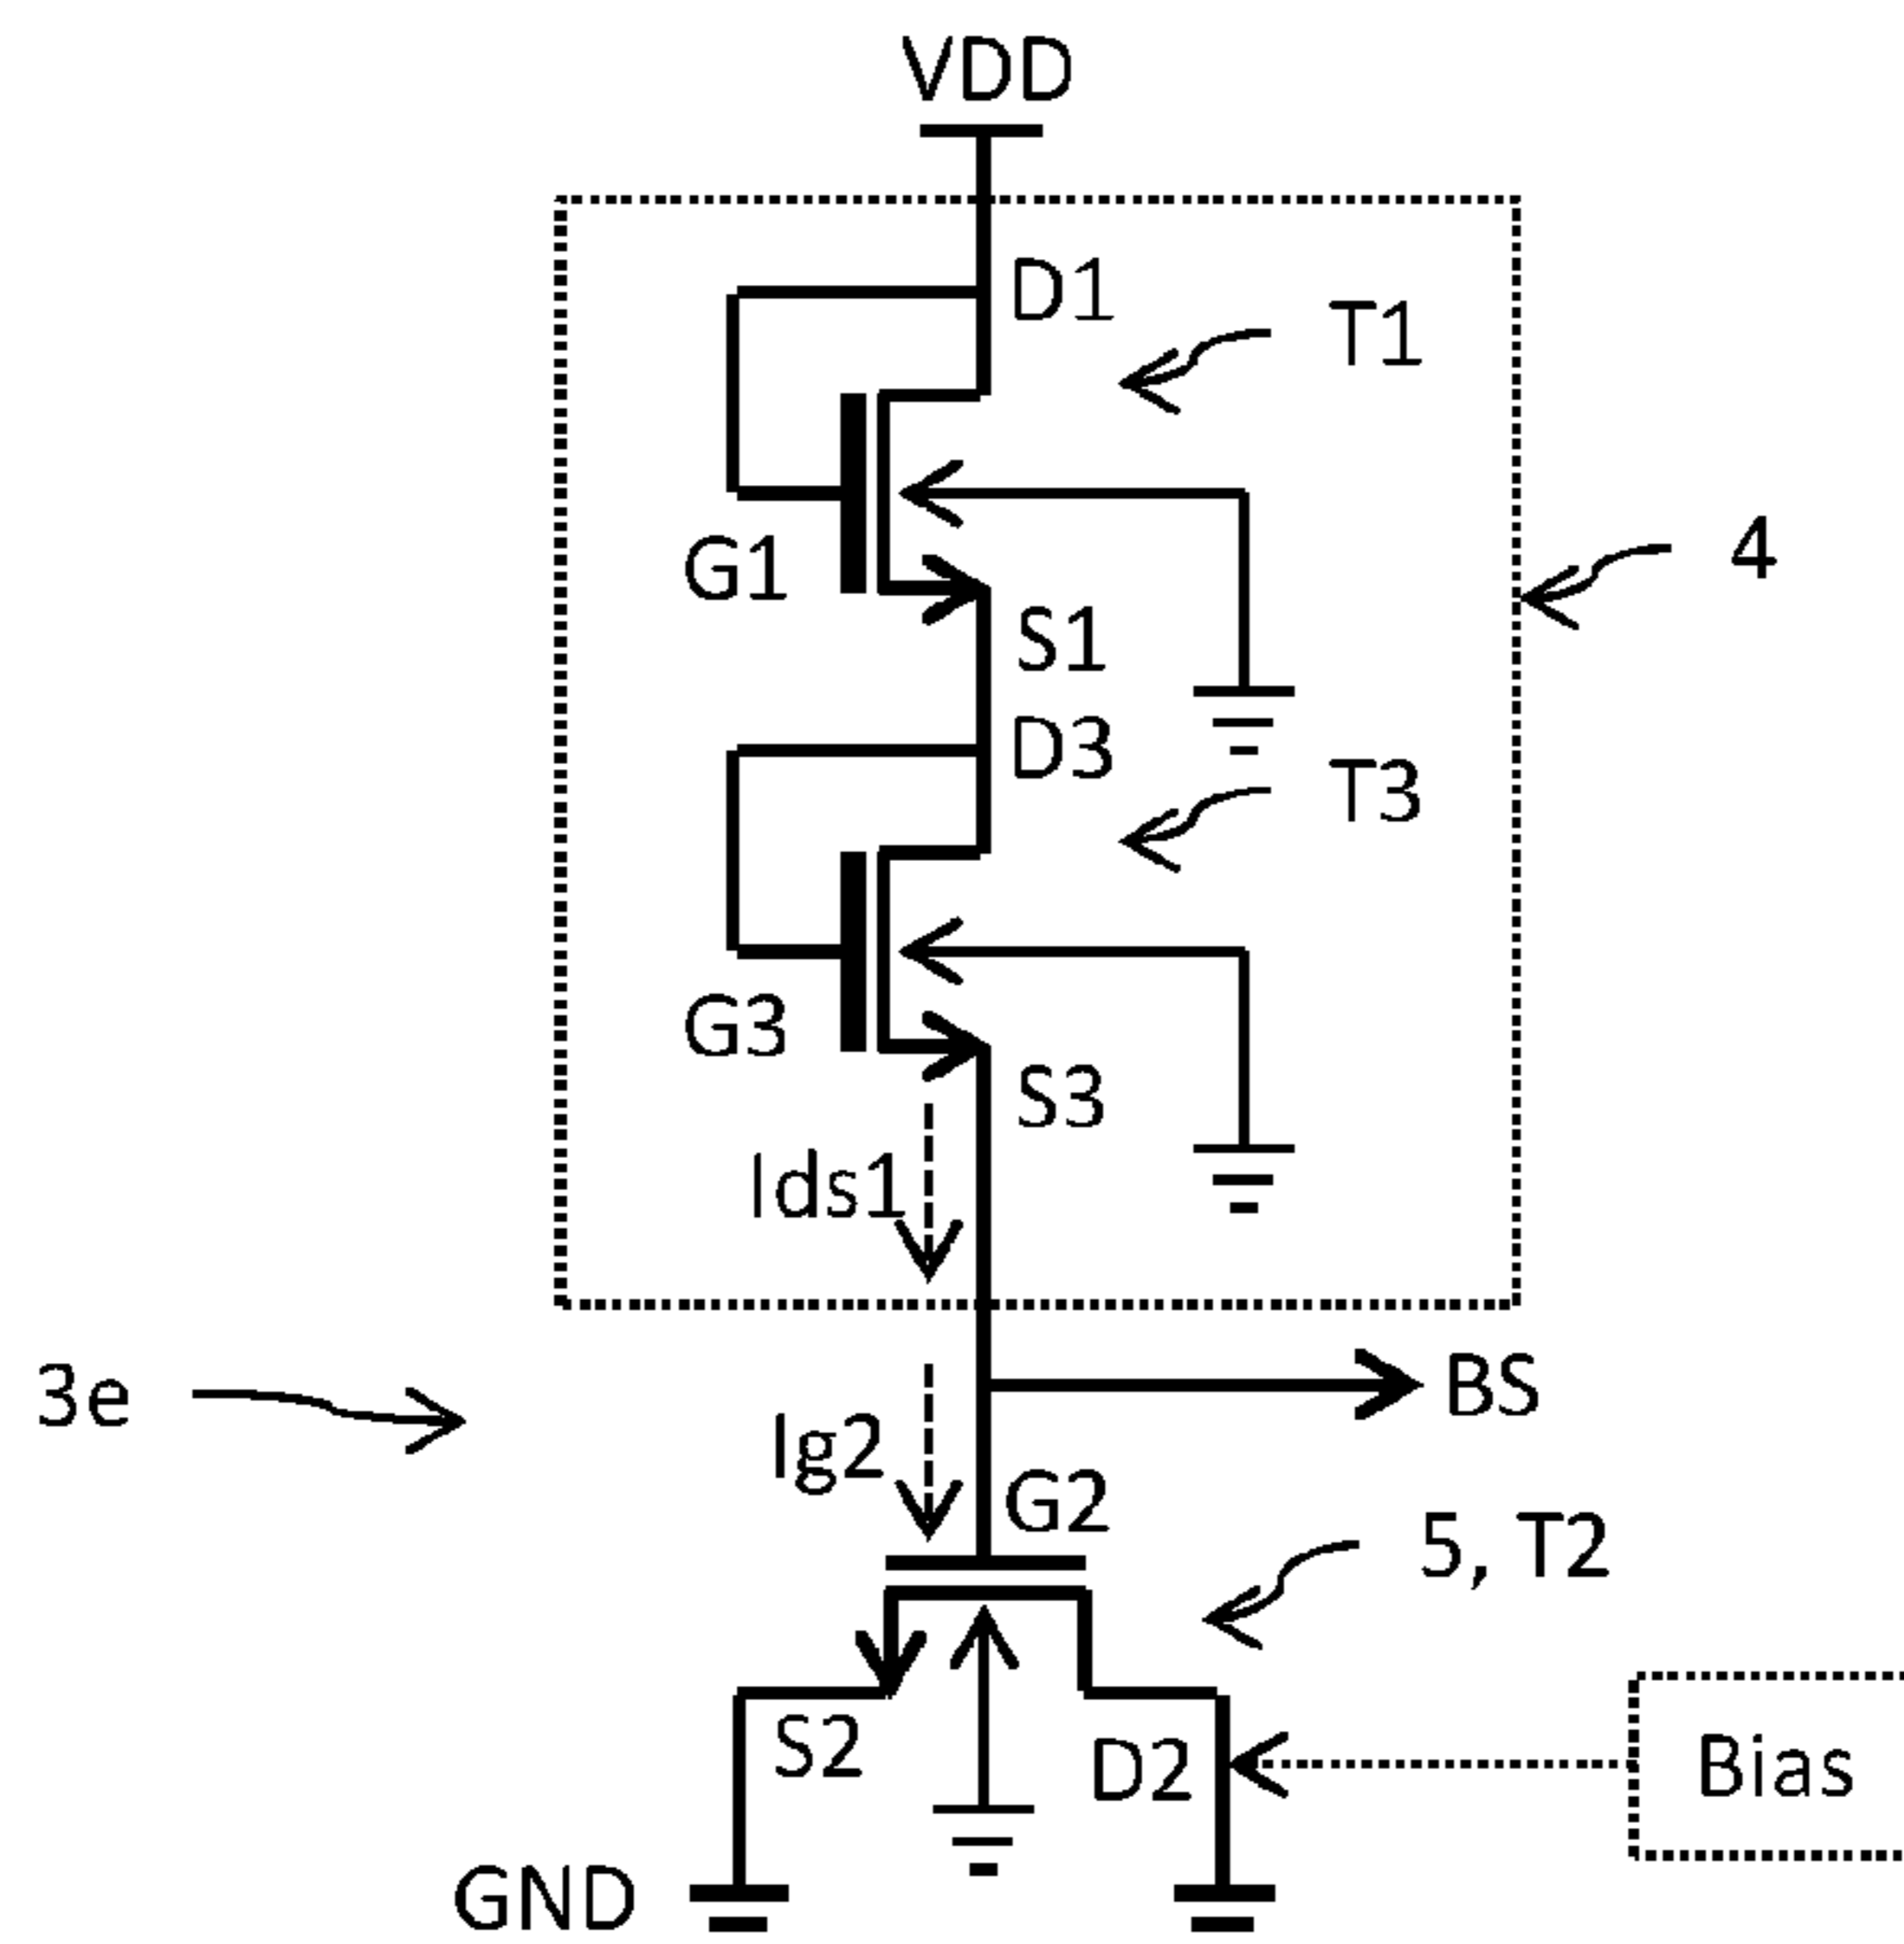 VDD
D1
T1
G1
S1
4
D3
T3
G3
S3
Ids1
3e
BS
Ig2
G2
5, T2
S2
D2
Bias
GND